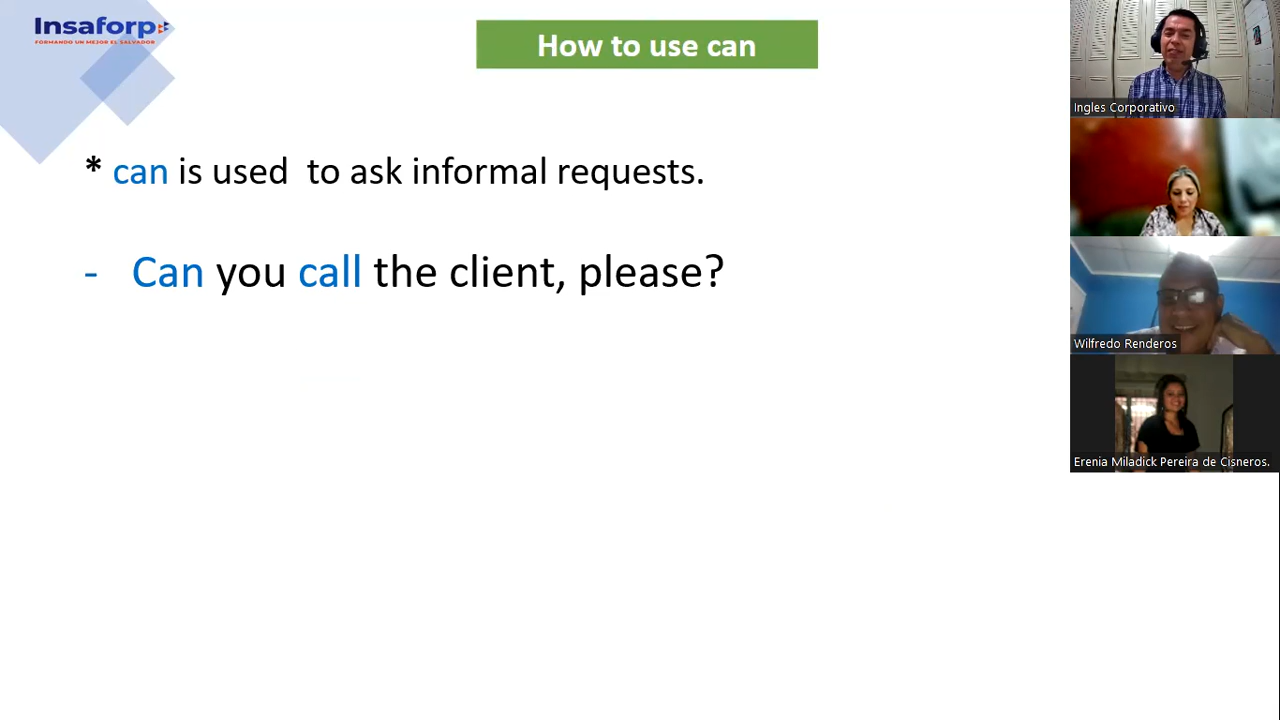 Insaforp
FORMANDO UN MEJOR EL SALVADOR
How to use can
* can is used  to ask informal requests.
- Can you call the client, please?
Ingles Corporativo
Wilfredo Renderos
Erenia Miladick Pereira de Cisneros.